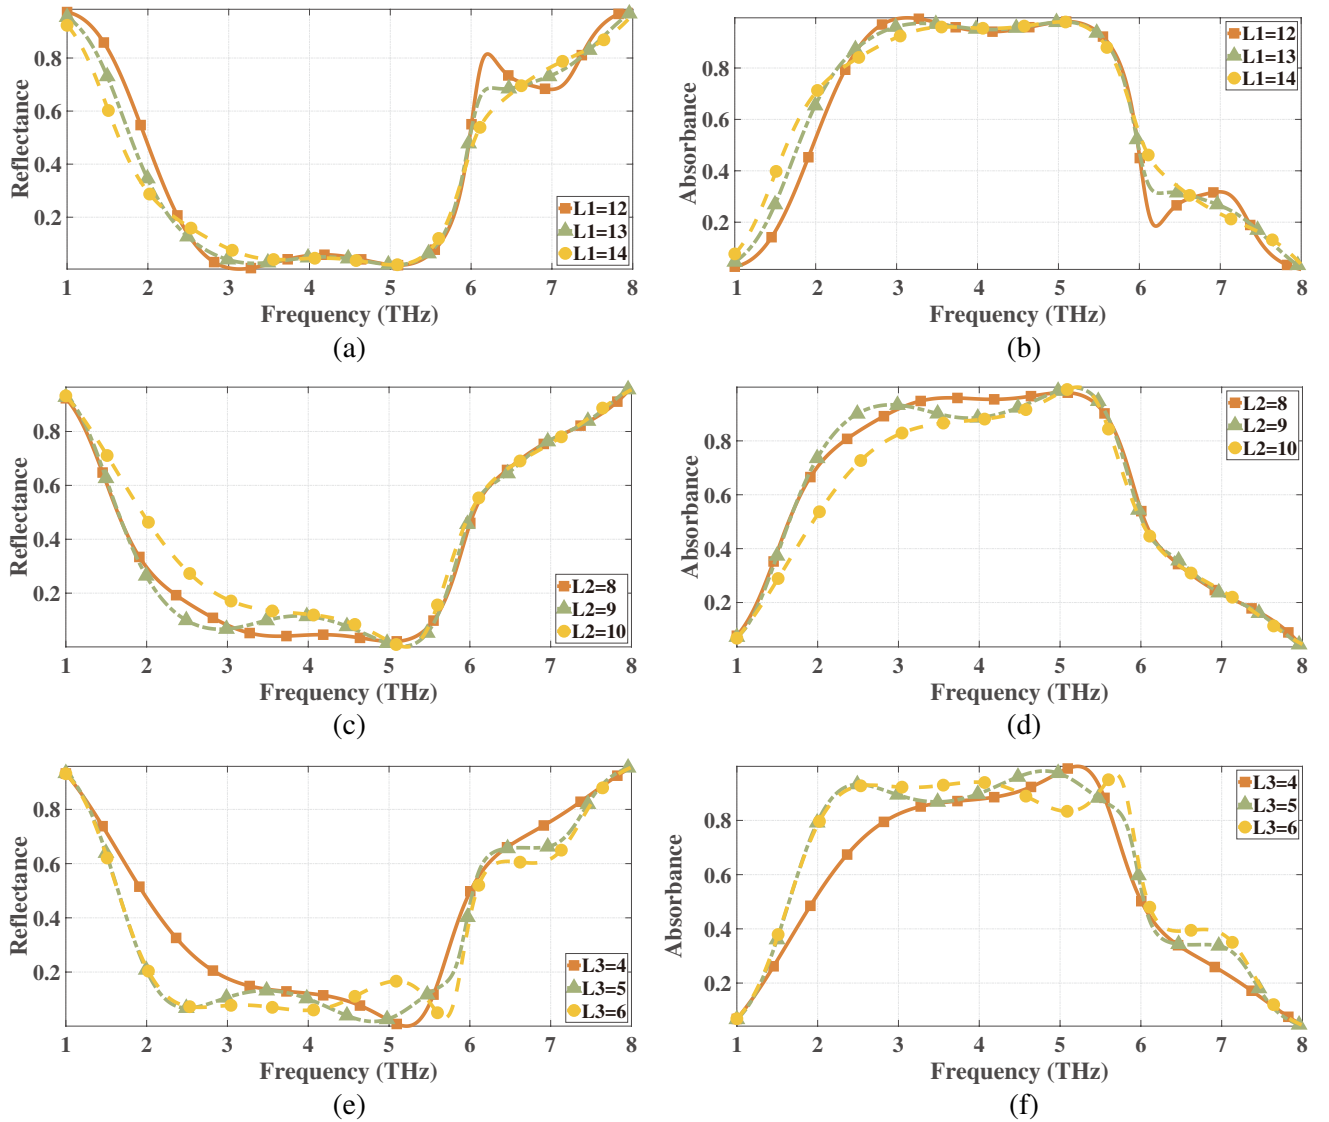 Reflectance
0.8
0.6
0.4
0.2
L1=12
L1=13
L1=14
1 2 3 4 5 6 7 8
Frequency (THz)
(a)
Absorbance
0.8
0.6
0.4
0.2
L1=12
L1=13
L1=14
1 2 3 4 5 6 7 8
Frequency (THz)
(b)
Reflectance
0.8
0.6
0.4
0.2
L2=8
L2=9
L2=10
1 2 3 4 5 6 7 8
Frequency (THz)
(c)
Absorbance
0.8
0.6
0.4
0.2
L2=8
L2=9
L2=10
1 2 3 4 5 6 7 8
Frequency (THz)
(d)
Reflectance
0.8
0.6
0.4
0.2
L3=4
L3=5
L3=6
1 2 3 4 5 6 7 8
Frequency (THz)
(e)
Absorbance
0.8
0.6
0.4
0.2
L3=4
L3=5
L3=6
1 2 3 4 5 6 7 8
Frequency (THz)
(f)